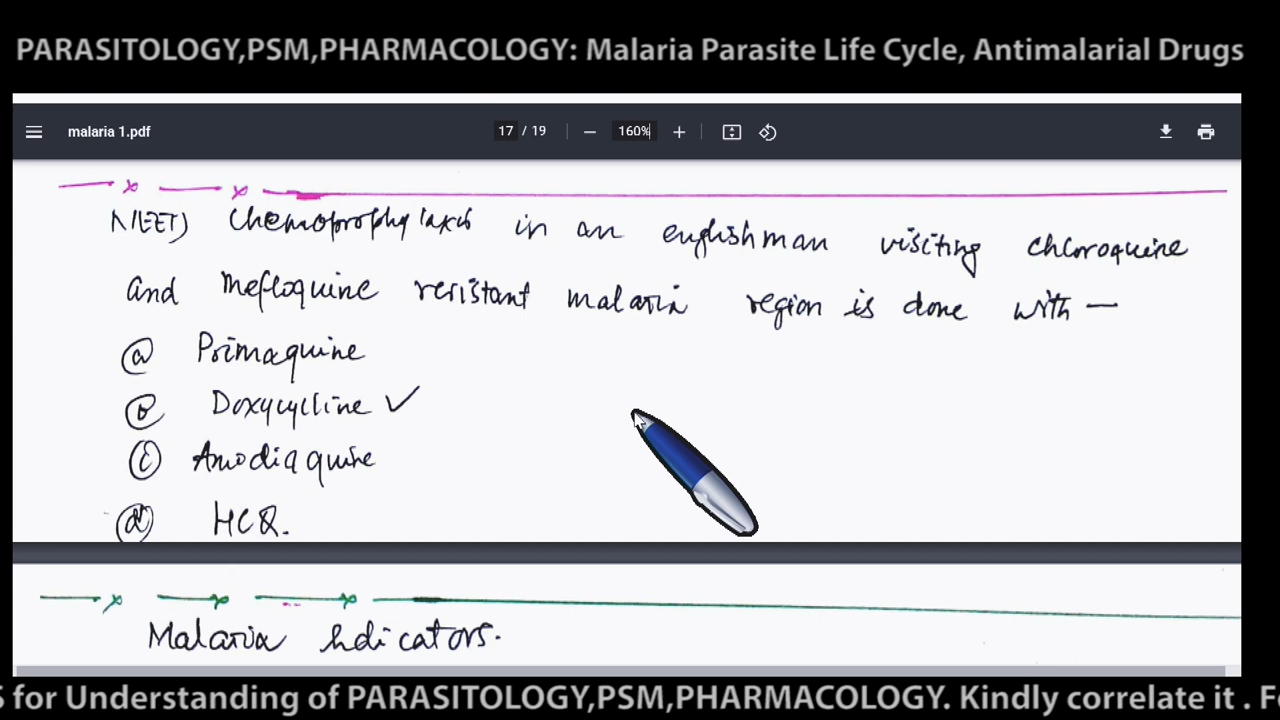 PARASITOLOGY,PSM,PHARMACOLOGY: Malaria Parasite Life Cycle, Antimalarial Drugs
malaria 1.pdf 17 / 19 160%
NEET) Chemoprophylaxis in an englishman visiting chloroquine
and mefloquine resistant malaria region is done with —
(a) Primaquine
(b) Doxycycline ✓
(c) Amodiaquine
(d) HCQ.
Malaria Indicators.
S for Understanding of PARASITOLOGY,PSM,PHARMACOLOGY. Kindly correlate it . F